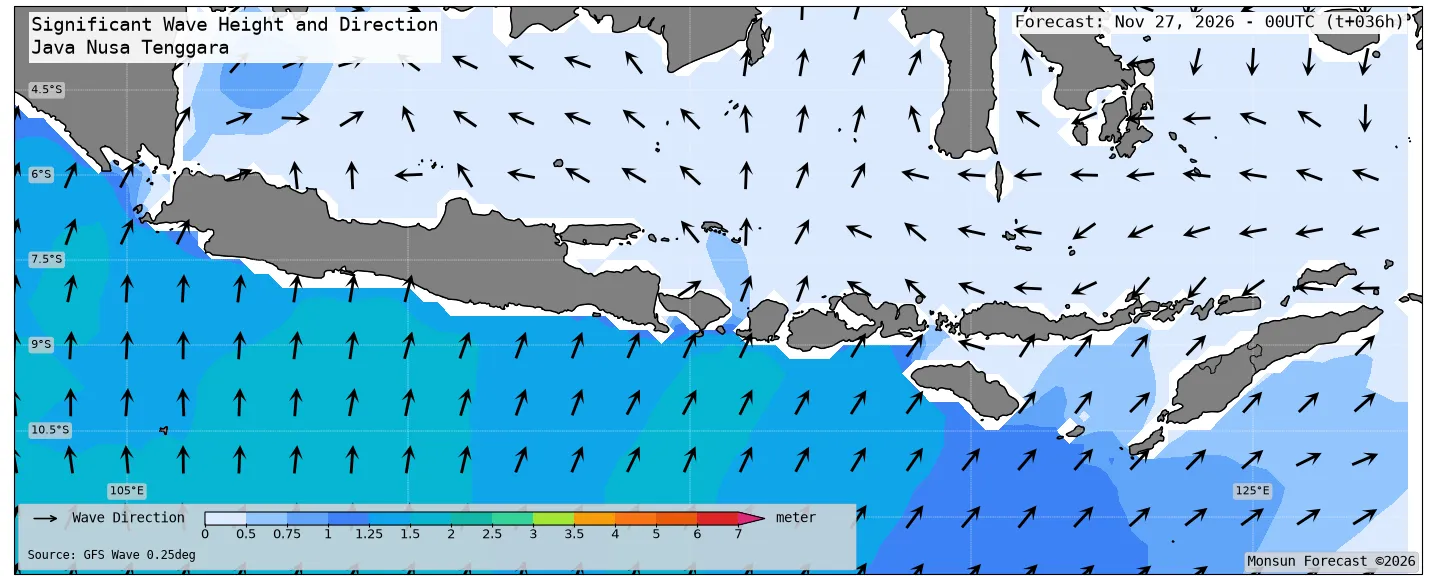 Significant Wave Height and Direction
Java Nusa Tenggara
Forecast: Nov 27, 2026 - 00UTC (t+036h)
4.5°S
6°S
7.5°S
9°S
10.5°S
105°E
125°E
Wave Direction
0 0.5 0.75 1 1.25 1.5 2 2.5 3 3.5 4 5 6 7
meter
Source: GFS Wave 0.25deg
Monsun Forecast ©2026